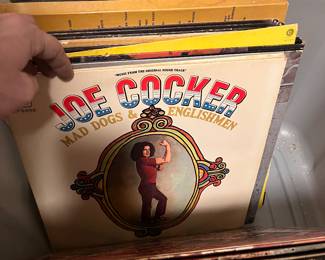 "MUSIC FROM THE ORIGINAL SOUND TRACK"
JOE COCKER
MAD DOGS & ENGLISHMEN